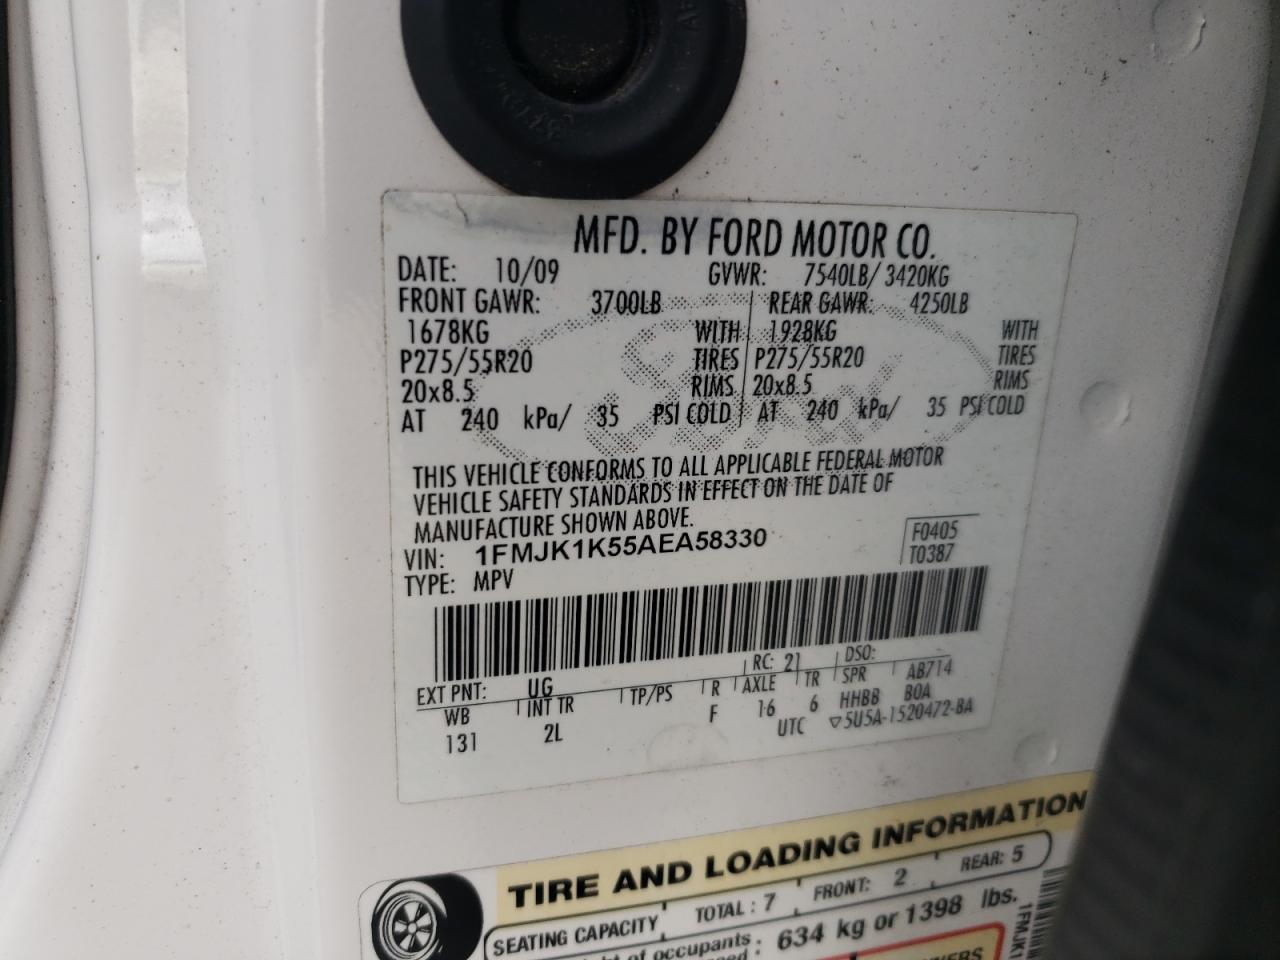 MFD. BY FORD MOTOR CO.
DATE: 10/09 GVWR: 7540LB/ 3420KG
FRONT GAWR: 3700LB REAR GAWR: 4250LB
1678KG WITH 1928KG WITH
P275/55R20 TIRES P275/55R20 TIRES
20x8.5 RIMS 20x8.5 RIMS
AT 240 kPa/ 35 PSI COLD AT 240 kPa/ 35 PSI COLD
THIS VEHICLE CONFORMS TO ALL APPLICABLE FEDERAL MOTOR
VEHICLE SAFETY STANDARDS IN EFFECT ON THE DATE OF
MANUFACTURE SHOWN ABOVE.
VIN: 1FMJK1K55AEA58330 F0405
TYPE: MPV T0387
EXT PNT: UG RC: 21 DSO:
WB INT TR TP/PS R AXLE TR SPR AB714
131 2L F 16 6 HHBB BOA
UTC ▽5U5A-1520472-BA
TIRE AND LOADING INFORMATION
SEATING CAPACITY TOTAL : 7 FRONT: 2 REAR: 5
of occupants : 634 kg or 1398 lbs.